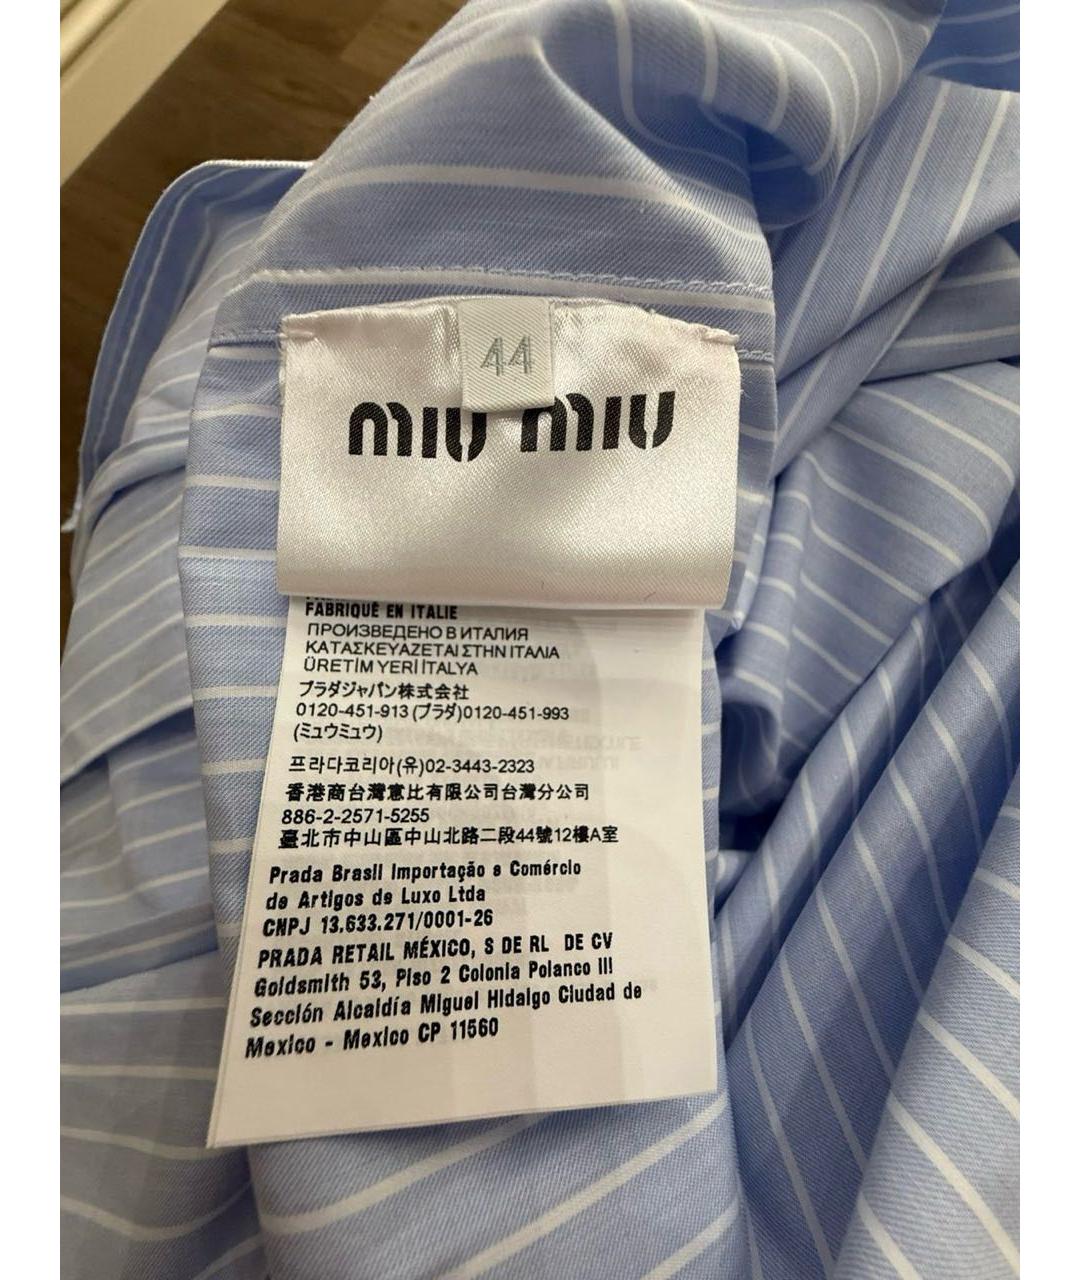 44
miu miu
FABRIQUÉ EN ITALIE
ПРОИЗВЕДЕНО В ИТАЛИЯ
ΚΑΤΑΣΚΕΥΑΖΕΤΑΙ ΣΤΗΝ ΙΤΑΛΙΑ
ÜRETİM YERİ İTALYA
プラダジャパン株式会社
0120-451-913 (プラダ)0120-451-993
(ミュウミュウ)
프라다코리아(유)02-3443-2323
香港商台灣意比有限公司台灣分公司
886-2-2571-5255
臺北市中山區中山北路二段44號12樓A室
Prada Brasil Importação e Comércio
de Artigos de Luxo Ltda
CNPJ 13.633.271/0001-26
PRADA RETAIL MÉXICO, S DE RL DE CV
Goldsmith 53, Piso 2 Colonia Polanco III
Sección Alcaldía Miguel Hidalgo Ciudad de
Mexico - Mexico CP 11560